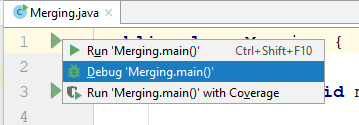 Merging.java
1 {
Run 'Merging.main()' Ctrl+Shift+F10
2
Debug 'Merging.main()'
3 Run 'Merging.main()' with Coverage id